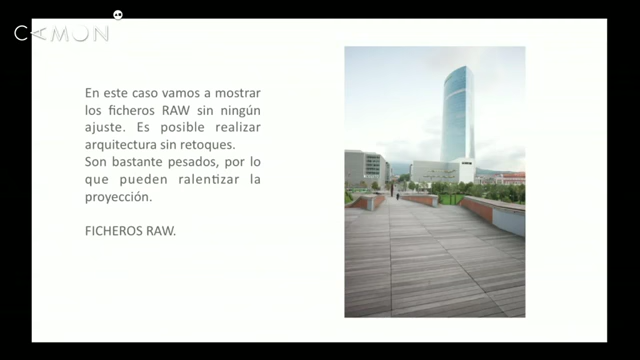 CAMON
En este caso vamos a mostrar
los ficheros RAW sin ningún
ajuste. Es posible realizar
arquitectura sin retoques.
Son bastante pesados, por lo
que pueden ralentizar la
proyección.
FICHEROS RAW.